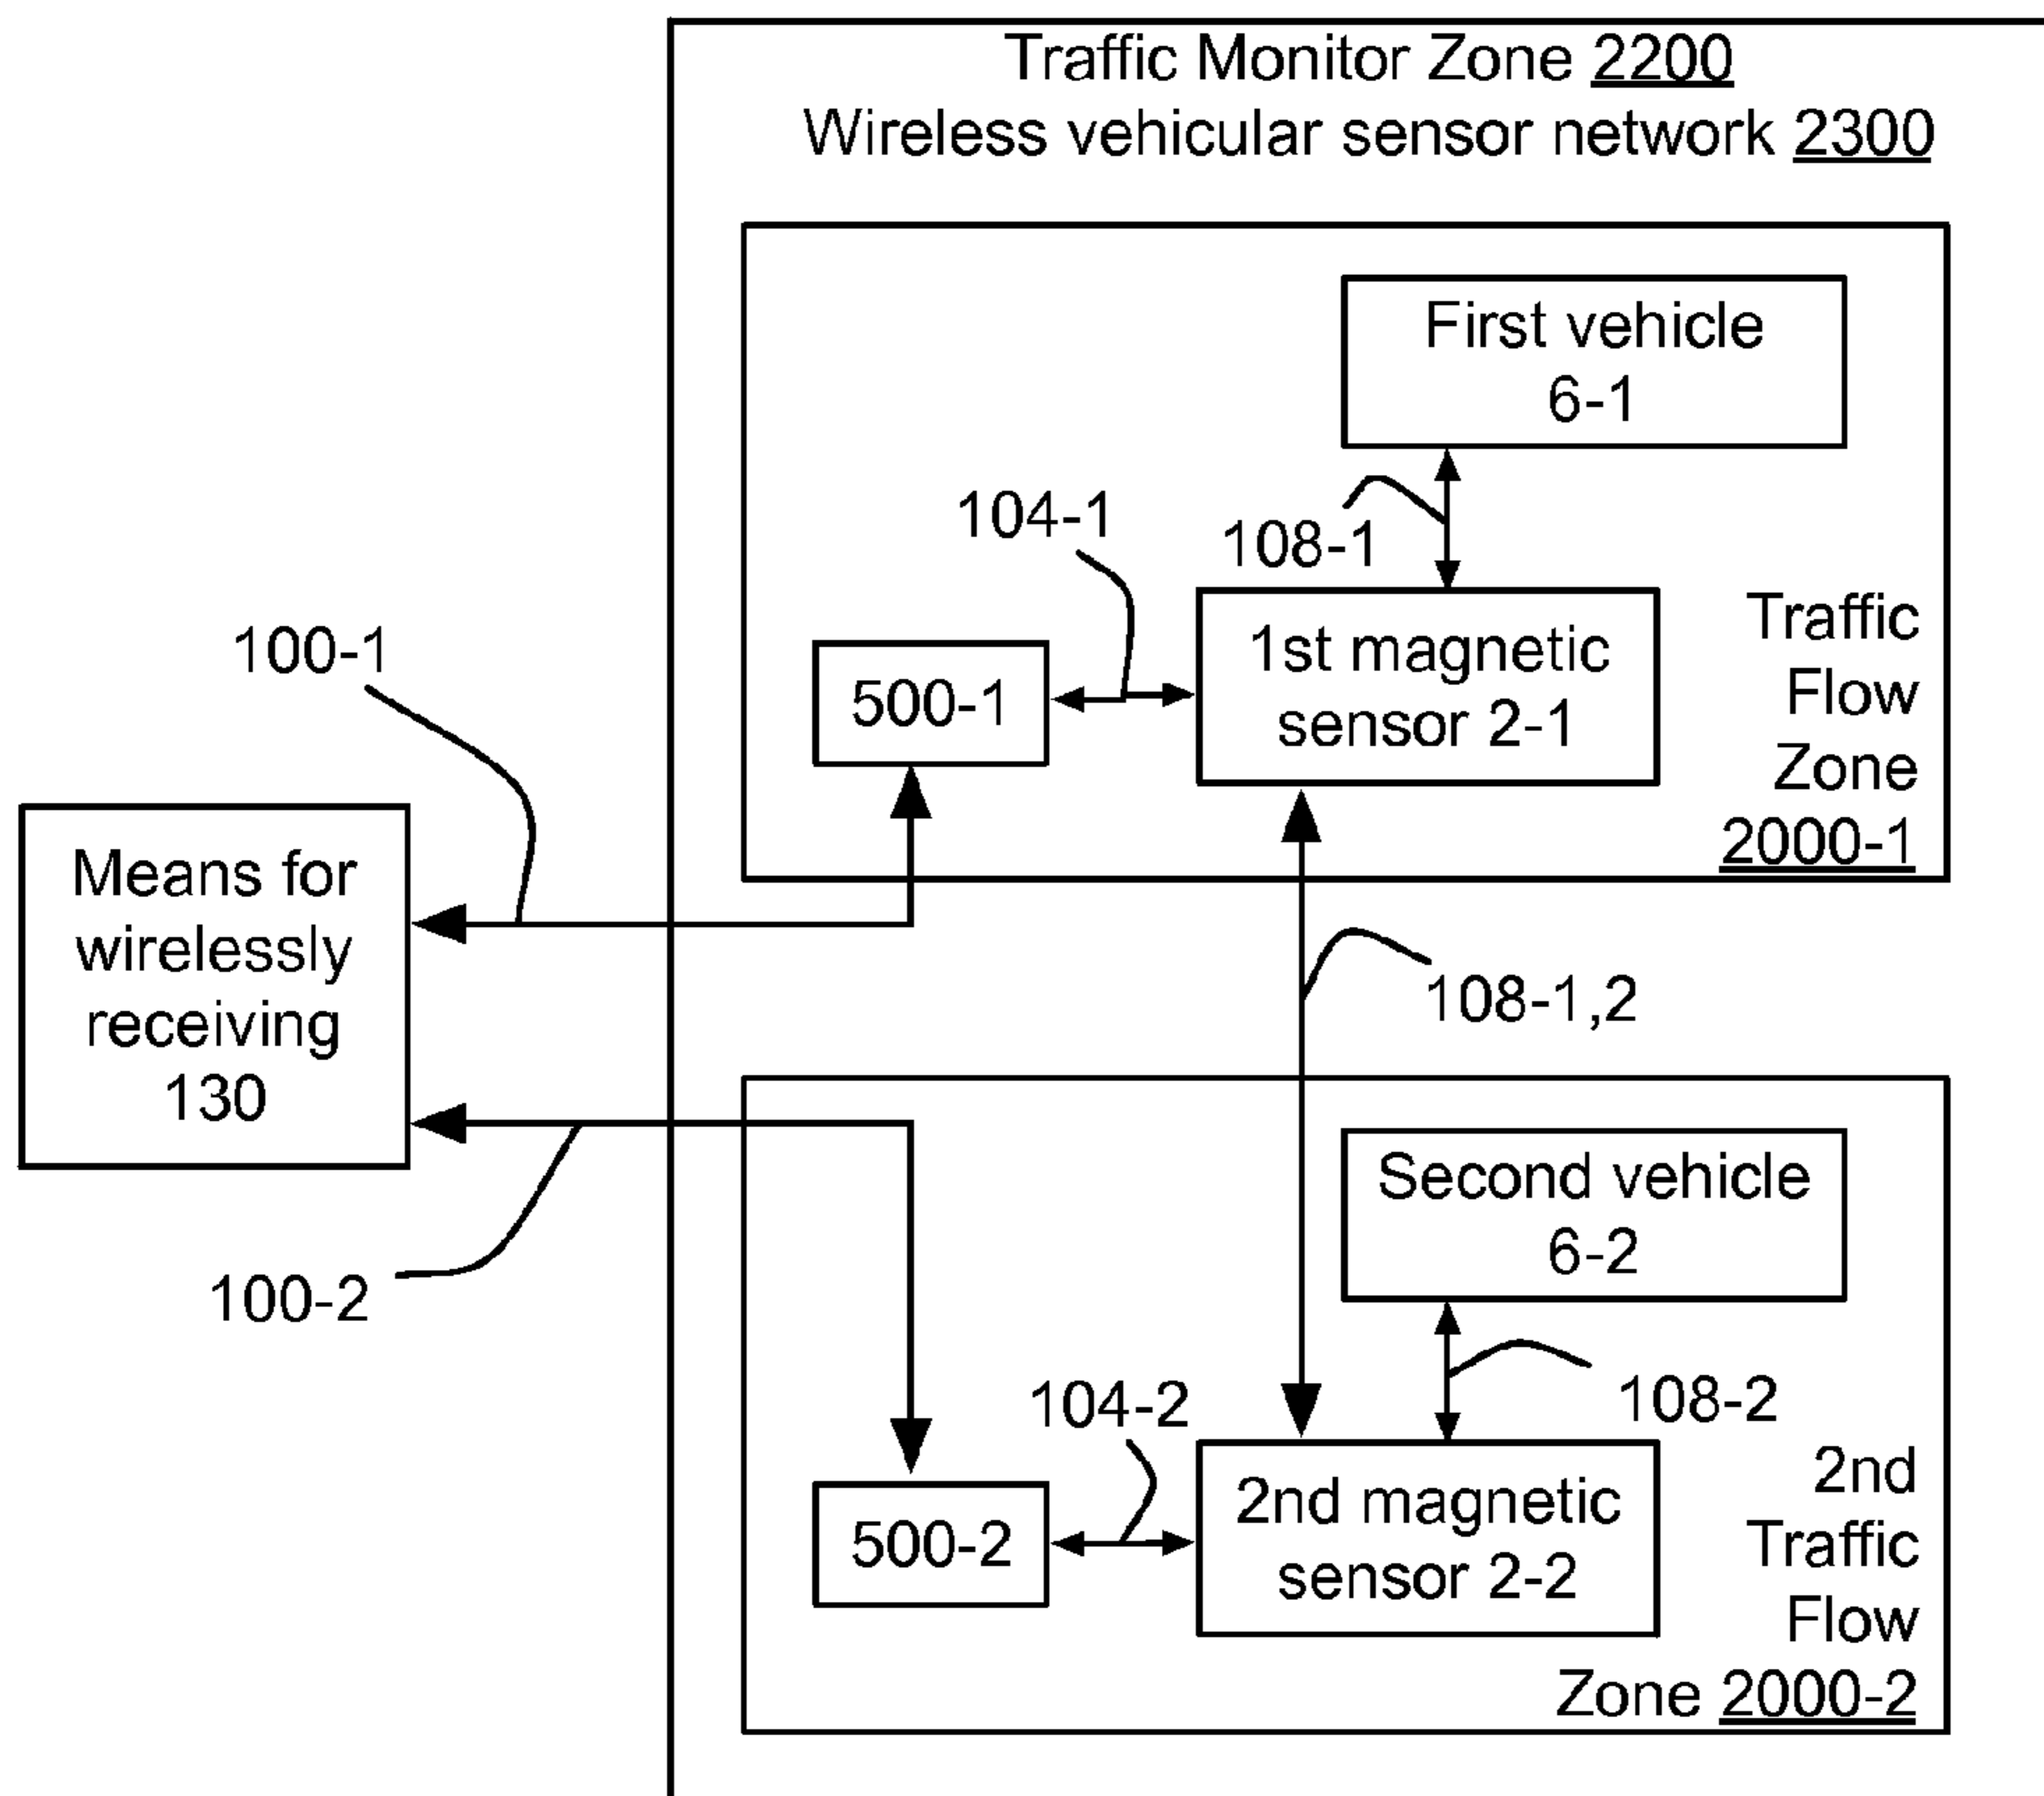 Traffic Monitor Zone 2200
Wireless vehicular sensor network 2300
First vehicle
6-1
104-1
108-1
100-1
500-1
1st magnetic
sensor 2-1
Traffic
Flow
Zone
2000-1
Means for
wirelessly
receiving
130
108-1,2
Second vehicle
6-2
100-2
104-2
108-2
500-2
2nd magnetic
sensor 2-2
2nd
Traffic
Flow
Zone 2000-2